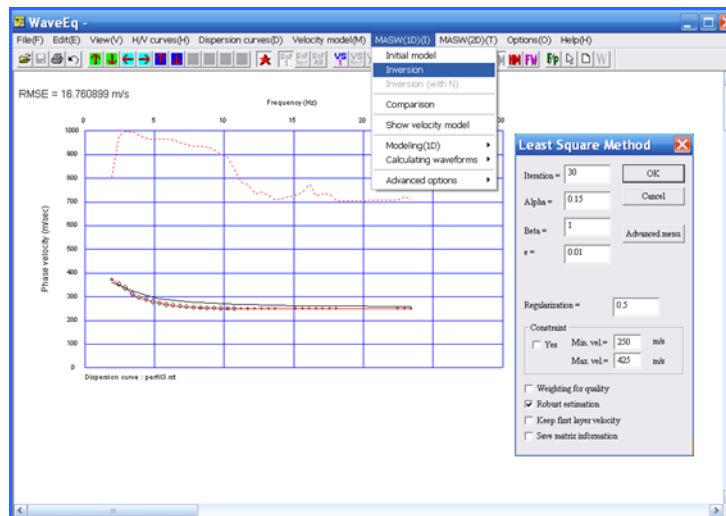 WaveEq -
File(F) Edit(E) View(V) H/V curves(H) Dispersion curves(D) Velocity model(M) MASW(1D)(I) MASW(2D)(T) Options(O) Help(H)
Initial model
Inversion
Inversion (with N)
Comparison
Show velocity model
Modeling(1D)
Calculating waveforms
Advanced options
RMSE = 16.760899 m/s
Frequency (Hz)
0 5 10 15
1000
900
800
700
600
500
400
300
200
100
0
Phase velocity (m/sec)
Dispersion curve : perfil3.rst
Least Square Method
Iteration = 30 OK
Alpha = 0.15 Cancel
Beta = 1 Advanced menu
e = 0.01
Regularization = 0.5
Constraint
Yes Min. vel.= 250 m/s
Max. vel.= 425 m/s
Weighting for quality
Robust estimation
Keep first layer velocity
Save matrix information